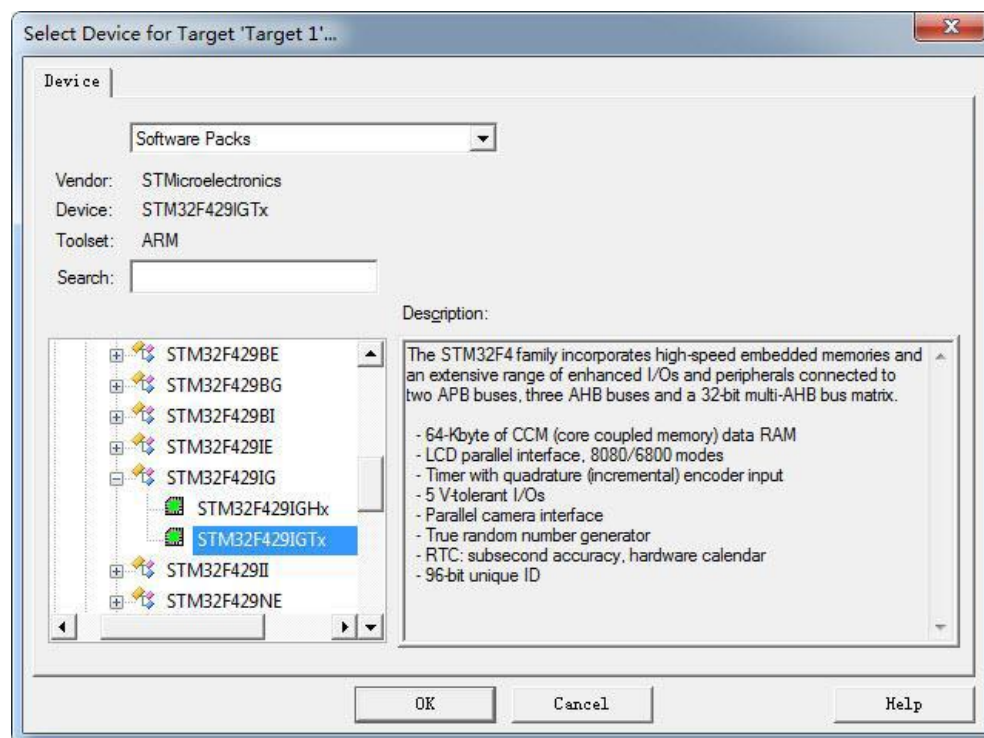 Select Device for Target 'Target 1'...
Device
Software Packs
Vendor: STMicroelectronics
Device: STM32F429IGTx
Toolset: ARM
Search:
Description:
STM32F429BE
STM32F429BG
STM32F429BI
STM32F429IE
STM32F429IG
STM32F429IGHx
STM32F429IGTx
STM32F429II
STM32F429NE
The STM32F4 family incorporates high-speed embedded memories and
an extensive range of enhanced I/Os and peripherals connected to
two APB buses, three AHB buses and a 32-bit multi-AHB bus matrix.
- 64-Kbyte of CCM (core coupled memory) data RAM
- LCD parallel interface, 8080/6800 modes
- Timer with quadrature (incremental) encoder input
- 5 V-tolerant I/Os
- Parallel camera interface
- True random number generator
- RTC: subsecond accuracy, hardware calendar
- 96-bit unique ID
OK Cancel Help